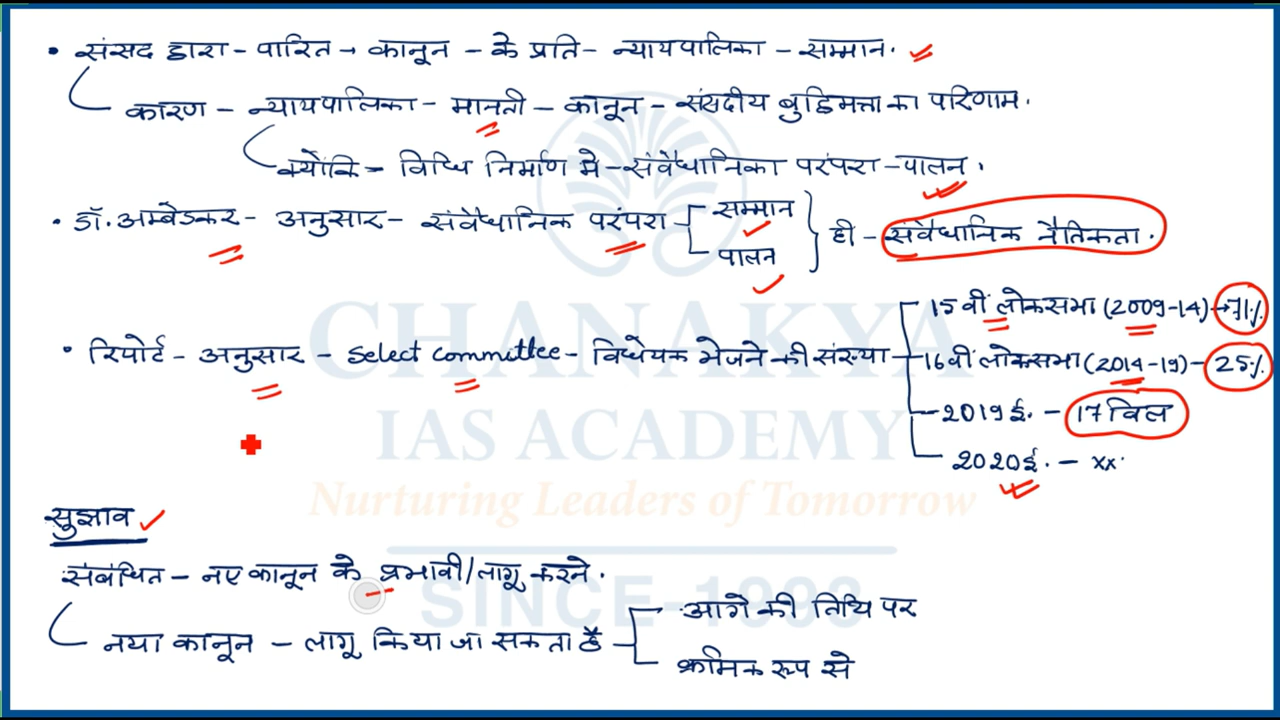 • संसद द्वारा - पारित → कानून - के प्रति - न्यायपालिका - सम्मान.
कारण - न्यायपालिका - मानती - कानून - संसदीय बुद्धिमत्ता का परिणाम.
क्योंकि - विधि निर्माण मे - संवैधानिका परंपरा - पालन.
• डॉ. अम्बेडकर - अनुसार - संवैधानिक परंपरा
सम्मान
पालन
ही - संवैधानिक नैतिकता.
• रिपोर्ट - अनुसार - select committee - विधेयक भेजने की संख्या
15वीं लोकसभा (2009-14) → 71%
16वीं लोकसभा (2014-19) - 25%
2019ई. - 17 बिल
2020ई. - xx.
CHANAKYA
IAS ACADEMY
Nurturing Leaders of Tomorrow
SINCE-1993
सुझाव
संबंधित - नए कानून के प्रभावी/लागू करने.
नया कानून - लागू किया जा सकता है
आगे की तिथि पर
क्रमिक रूप से